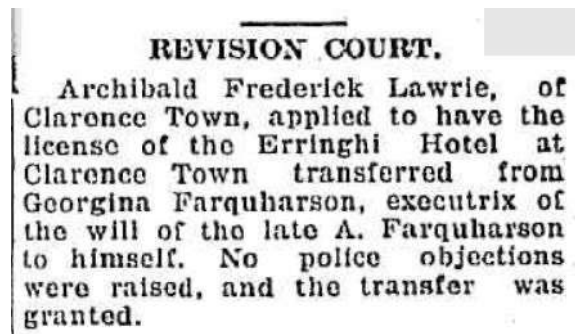 REVISION COURT.
Archibald Frederick Lawrie, of
Clarence Town, applied to have the
license of the Erringhi Hotel at
Clarence Town transferred from
Georgina Farquharson, executrix of
the will of the late A. Farquharson
to himself. No police objections
were raised, and the transfer was
granted.